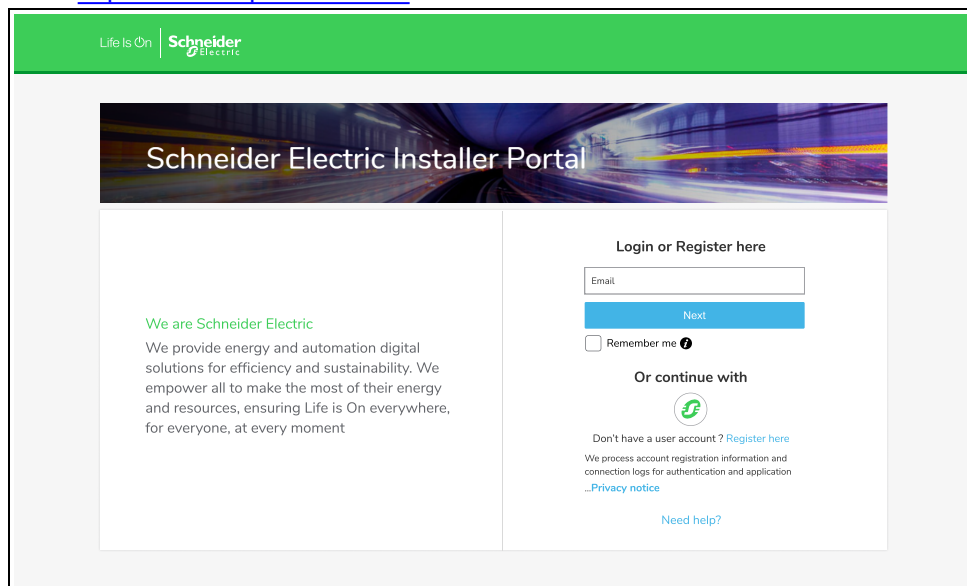 Life Is On Schneider Electric
Schneider Electric Installer Portal
Login or Register here
Email
Next
Remember me i
Or continue with
Don't have a user account ? Register here
We process account registration information and
connection logs for authentication and application
...Privacy notice
Need help?
We are Schneider Electric
We provide energy and automation digital
solutions for efficiency and sustainability. We
empower all to make the most of their energy
and resources, ensuring Life is On everywhere,
for everyone, at every moment